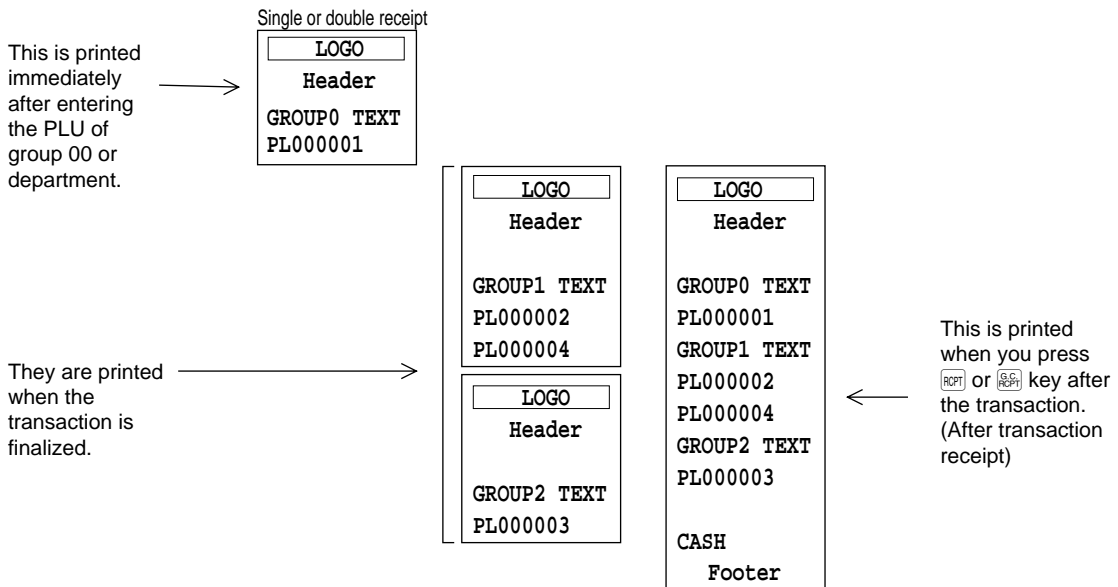 Single or double receipt
This is printed
immediately
after entering
the PLU of
group 00 or
department.
LOGO
Header
GROUP0 TEXT
PL000001
They are printed
when the
transaction is
finalized.
LOGO
Header
GROUP1 TEXT
PL000002
PL000004
LOGO
Header
GROUP2 TEXT
PL000003
LOGO
Header
GROUP0 TEXT
PL000001
GROUP1 TEXT
PL000002
PL000004
GROUP2 TEXT
PL000003
CASH
Footer
This is printed
when you press
RCPT or G.C. RCPT key after
the transaction.
(After transaction
receipt)